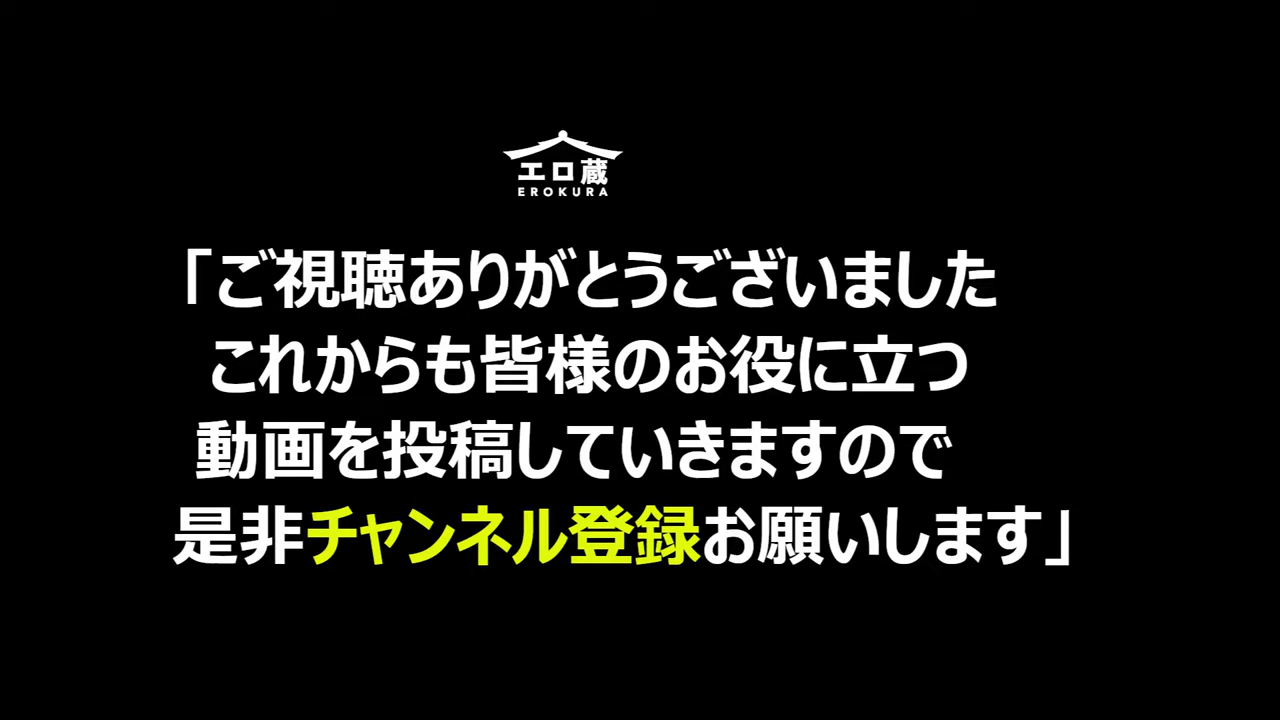 エロ蔵
EROKURA
「ご視聴ありがとうございました
これからも皆様のお役に立つ
動画を投稿していきますので
是非チャンネル登録お願いします」